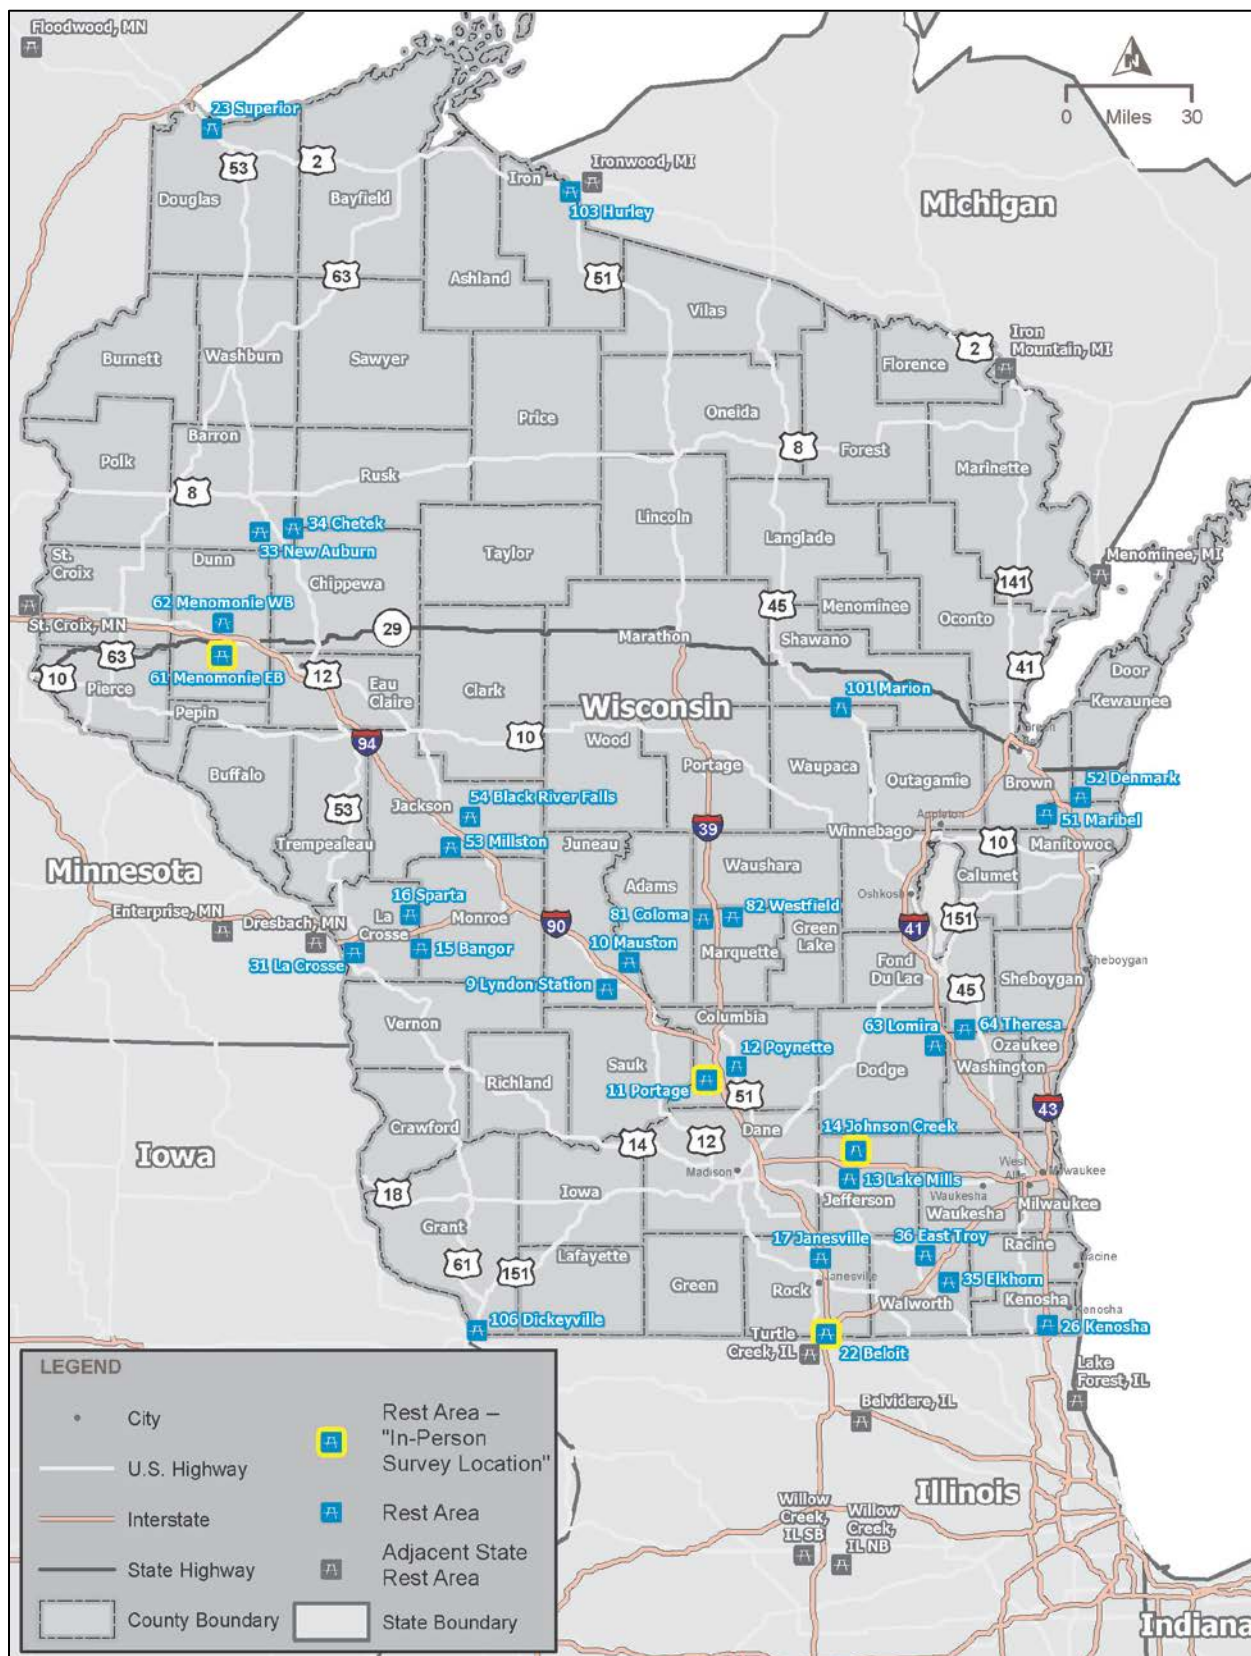 Floodwood, MN
N
0 Miles 30
23 Superior
53
2
Ironwood, MI
Iron
Douglas
Bayfield
103 Hurley
Michigan
63
Ashland
51
Vilas
Iron
Mountain, MI
2
Burnett
Washburn
Sawyer
Florence
Price
Oneida
Barron
8
Forest
Polk
Rusk
Marinette
8
Lincoln
34 Chetek
33 New Auburn
Langlade
St.
Croix
Dunn
Taylor
Menominee, MI
Chippewa
141
62 Menomonie WB
45
Menominee
Oconto
St. Croix, MN
29
Marathon
Shawano
63
10
61 Menomonie EB
12
41
Door
Pierce
Eau
Claire
Clark
101 Marion
Kewaunee
Pepin
Wisconsin
94
10
Wood
Buffalo
Portage
Waupaca
Outagamie
Brown
52 Denmark
54 Black River Falls
53
Jackson
51 Maribel
Appleton
39
Winnebago
10
Trempealeau
53 Millston
Juneau
Manitowoc
Minnesota
Waushara
Calumet
Adams
16 Sparta
Oshkosh
Enterprise, MN
Dresbach, MN
La
Crosse
Monroe
90
81 Coloma
82 Westfield
41
151
Green
Lake
15 Bangor
10 Mauston
Marquette
31 La Crosse
Fond
Du Lac
Sheboygan
Sheboygan
9 Lyndon Station
45
Vernon
Columbia
63 Lomira
64 Theresa
Ozaukee
12 Poynette
Sauk
Dodge
Washington
Richland
11 Portage
51
43
Crawford
Dane
14 Johnson Creek
Iowa
14
12
West
Allis
Milwaukee
Madison
13 Lake Mills
18
Iowa
Jefferson
Waukesha
Waukesha
Milwaukee
Grant
17 Janesville
36 East Troy
Racine
61
151
Lafayette
Racine
Green
Rock
Janesville
35 Elkhorn
Walworth
Kenosha
Kenosha
106 Dickeyville
26 Kenosha
Turtle
Creek, IL
22 Beloit
Lake
Forest, IL
Belvidere, IL
Willow
Creek,
IL SB
Willow
Creek,
IL NB
Illinois
Indiana
LEGEND
City
U.S. Highway
Interstate
State Highway
County Boundary
Rest Area –
"In-Person
Survey Location"
Rest Area
Adjacent State
Rest Area
State Boundary